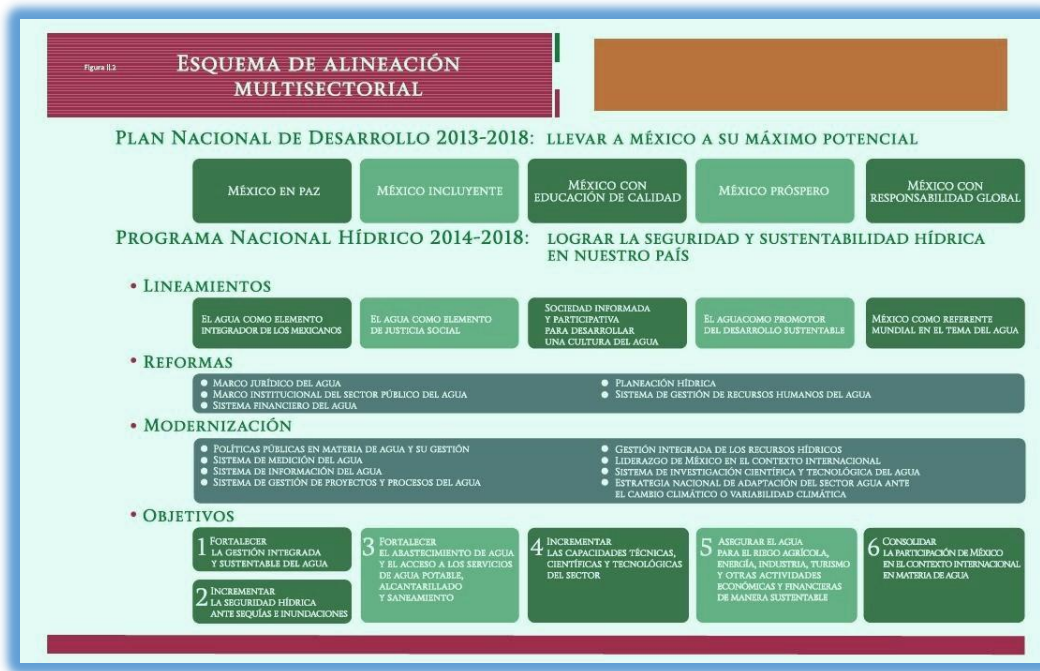 Figura II.2
ESQUEMA DE ALINEACIÓN
MULTISECTORIAL
PLAN NACIONAL DE DESARROLLO 2013-2018: LLEVAR A MÉXICO A SU MÁXIMO POTENCIAL
MÉXICO EN PAZ
MÉXICO INCLUYENTE
MÉXICO CON
EDUCACIÓN DE CALIDAD
MÉXICO PRÓSPERO
MÉXICO CON
RESPONSABILIDAD GLOBAL
PROGRAMA NACIONAL HÍDRICO 2014-2018: LOGRAR LA SEGURIDAD Y SUSTENTABILIDAD HÍDRICA
EN NUESTRO PAÍS
• LINEAMIENTOS
EL AGUA COMO ELEMENTO
INTEGRADOR DE LOS MEXICANOS
EL AGUA COMO ELEMENTO
DE JUSTICIA SOCIAL
SOCIEDAD INFORMADA
Y PARTICIPATIVA
PARA DESARROLLAR
UNA CULTURA DEL AGUA
EL AGUACOMO PROMOTOR
DEL DESARROLLO SUSTENTABLE
MÉXICO COMO REFERENTE
MUNDIAL EN EL TEMA DEL AGUA
• REFORMAS
● MARCO JURÍDICO DEL AGUA
● MARCO INSTITUCIONAL DEL SECTOR PÚBLICO DEL AGUA
● SISTEMA FINANCIERO DEL AGUA
● PLANEACIÓN HÍDRICA
● SISTEMA DE GESTIÓN DE RECURSOS HUMANOS DEL AGUA
• MODERNIZACIÓN
● POLÍTICAS PÚBLICAS EN MATERIA DE AGUA Y SU GESTIÓN
● SISTEMA DE MEDICIÓN DEL AGUA
● SISTEMA DE INFORMACIÓN DEL AGUA
● SISTEMA DE GESTIÓN DE PROYECTOS Y PROCESOS DEL AGUA
● GESTIÓN INTEGRADA DE LOS RECURSOS HÍDRICOS
● LIDERAZGO DE MÉXICO EN EL CONTEXTO INTERNACIONAL
● SISTEMA DE INVESTIGACIÓN CIENTÍFICA Y TECNOLÓGICA DEL AGUA
● ESTRATEGIA NACIONAL DE ADAPTACIÓN DEL SECTOR AGUA ANTE
EL CAMBIO CLIMÁTICO O VARIABILIDAD CLIMÁTICA
• OBJETIVOS
1 FORTALECER
LA GESTIÓN INTEGRADA
Y SUSTENTABLE DEL AGUA
2 INCREMENTAR
LA SEGURIDAD HÍDRICA
ANTE SEQUÍAS E INUNDACIONES
3 FORTALECER
EL ABASTECIMIENTO DE AGUA
Y EL ACCESO A LOS SERVICIOS
DE AGUA POTABLE,
ALCANTARILLADO
Y SANEAMIENTO
4 INCREMENTAR
LAS CAPACIDADES TÉCNICAS,
CIENTÍFICAS Y TECNOLÓGICAS
DEL SECTOR
5 ASEGURAR EL AGUA
PARA EL RIEGO AGRÍCOLA,
ENERGÍA, INDUSTRIA, TURISMO
Y OTRAS ACTIVIDADES
ECONÓMICAS Y FINANCIERAS
DE MANERA SUSTENTABLE
6 CONSOLIDAR
LA PARTICIPACIÓN DE MÉXICO
EN EL CONTEXTO INTERNACIONAL
EN MATERIA DE AGUA